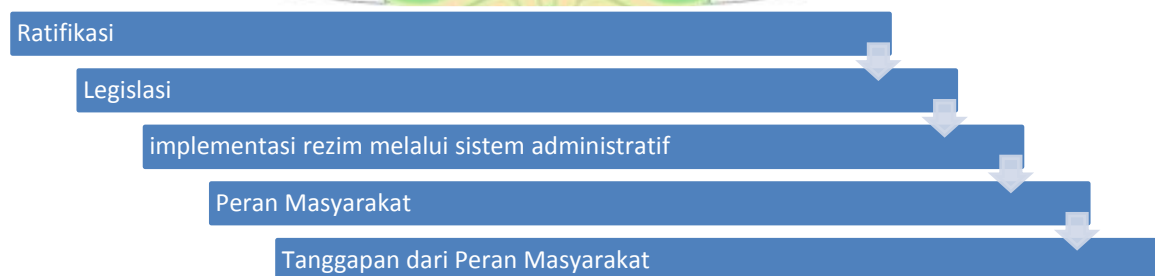 Ratifikasi
Legislasi
implementasi rezim melalui sistem administratif
Peran Masyarakat
Tanggapan dari Peran Masyarakat